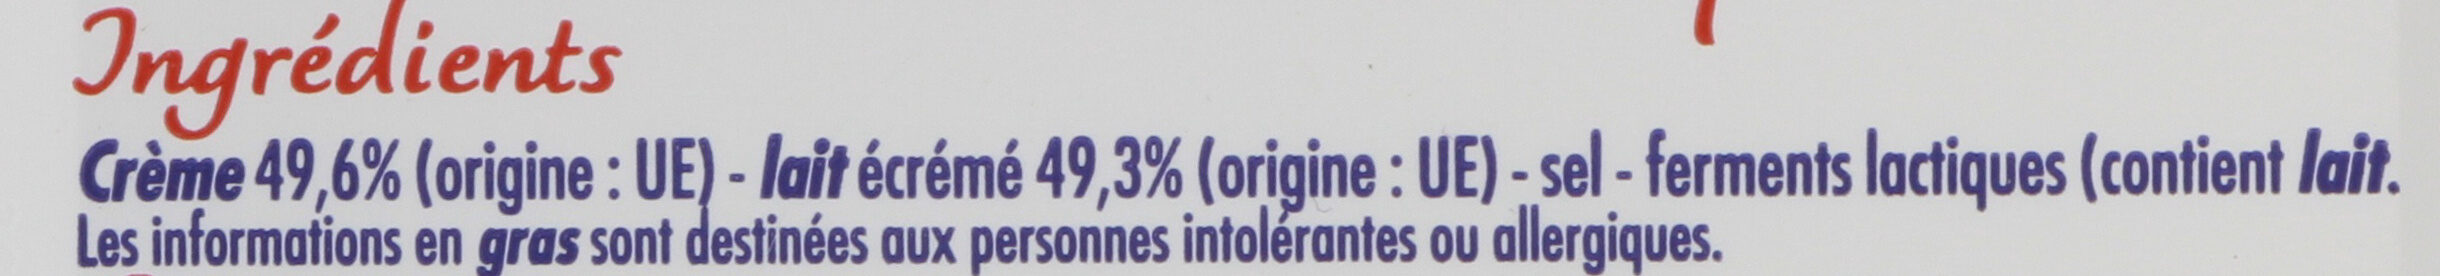 Ingrédients
Crème 49,6% (origine : UE) - lait écrémé 49,3% (origine : UE) - sel - ferments lactiques (contient lait.
Les informations en gras sont destinées aux personnes intolérantes ou allergiques.